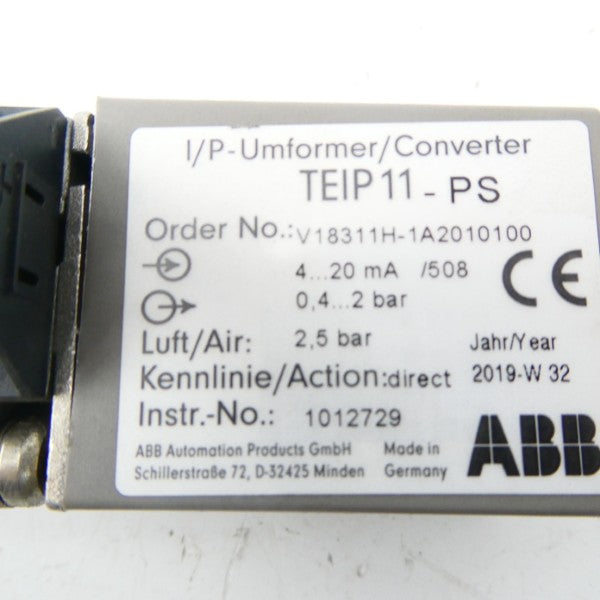 I/P-Umformer/Converter
TEIP 11 - PS
Order No.: V18311H-1A2010100
4...20 mA /508
0,4...2 bar
CE
Luft/Air: 2,5 bar
Jahr/Year
Kennlinie/Action: direct 2019-W 32
Instr.-No.: 1012729
ABB Automation Products GmbH Made in
Schillerstraße 72, D-32425 Minden Germany
ABB